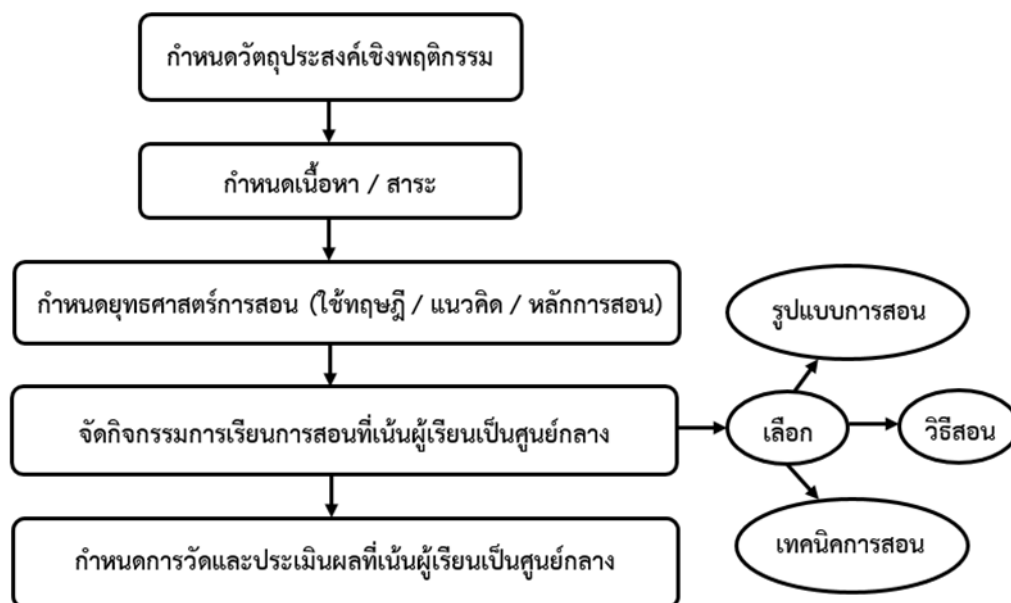 กำหนดวัตถุประสงค์เชิงพฤติกรรม
กำหนดเนื้อหา / สาระ
กำหนดยุทธศาสตร์การสอน (ใช้ทฤษฎี / แนวคิด / หลักการสอน)
จัดกิจกรรมการเรียนการสอนที่เน้นผู้เรียนเป็นศูนย์กลาง
กำหนดการวัดและประเมินผลที่เน้นผู้เรียนเป็นศูนย์กลาง
เลือก
รูปแบบการสอน
วิธีสอน
เทคนิคการสอน